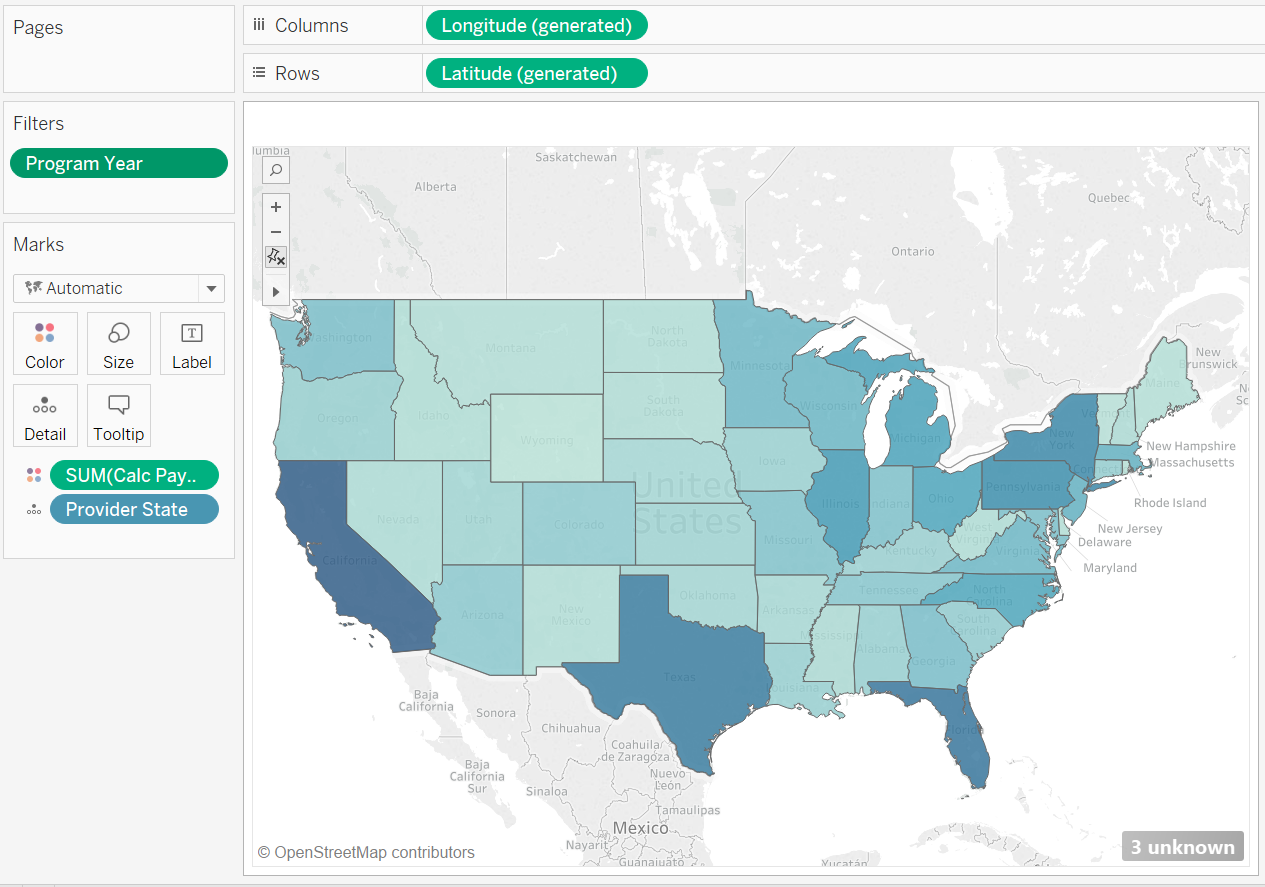 Pages
Columns
Longitude (generated)
Rows
Latitude (generated)
Filters
Program Year
Marks
Automatic
Color
Size
Label
Detail
Tooltip
SUM(Calc Pay..
Provider State
lumbia
Alberta
Saskatchewan
Ontario
Quebec
New
Brunswick
Washington
Montana
North
Dakota
Minnesota
Oregon
Idaho
South
Dakota
Wyoming
Wisconsin
Michigan
New
York
Vermont
Maine
New Hampshire
Massachusetts
Connecti
Rhode Island
Iowa
Nevada
Utah
Colorado
United
States
Illinois
Indiana
Ohio
Pennsylvania
New Jersey
Delaware
Maryland
West
Virginia
Virginia
California
Missouri
Kentucky
Arizona
New
Mexico
Oklahoma
Arkansas
Tennessee
North
Carolina
South
Carolina
Mississippi
Alabama
Georgia
Texas
Louisiana
Florida
Baja
California
Sonora
Chihuahua
Coahuila
de Zaragoza
Baja
California
Sur
Sinaloa
Nuevo
León
Tamaulipas
Mexico
Nayarit
Guanajuato
Yucatán
© OpenStreetMap contributors
3 unknown